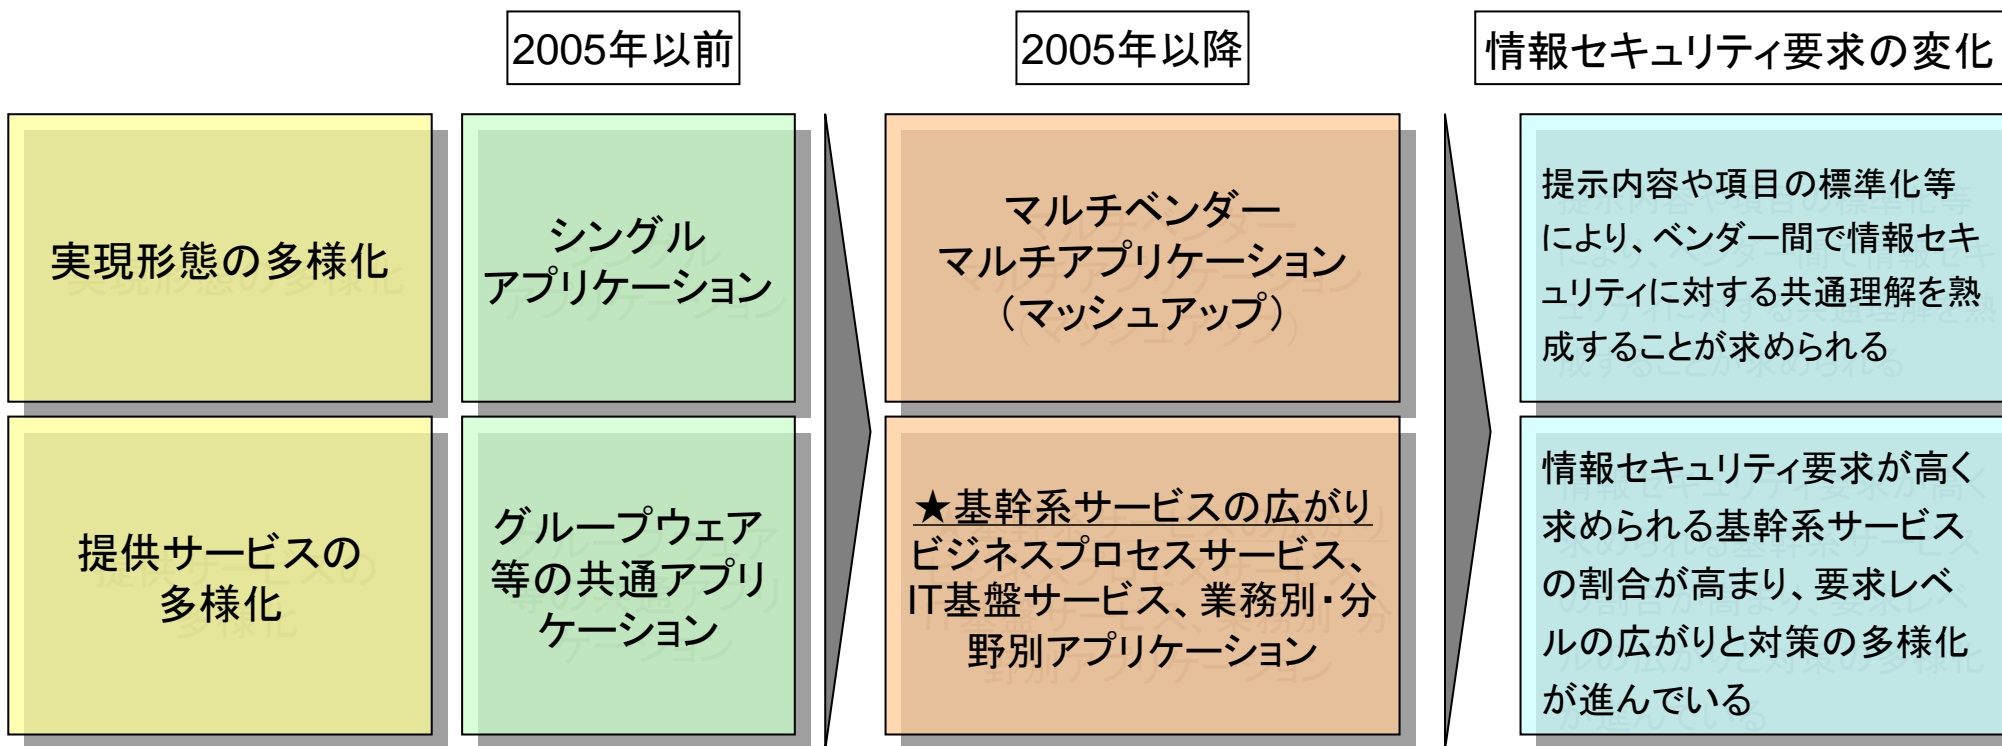 2005年以前
2005年以降
情報セキュリティ要求の変化
実現形態の多様化
シングル
アプリケーション
マルチベンダー
マルチアプリケーション
（マッシュアップ）
提示内容や項目の標準化等
により、ベンダー間で情報セキ
ュリティに対する共通理解を熟
成することが求められる
提供サービスの
多様化
グループウェア
等の共通アプリ
ケーション
★基幹系サービスの広がり
ビジネスプロセスサービス、
IT基盤サービス、業務別・分
野別アプリケーション
情報セキュリティ要求が高く
求められる基幹系サービス
の割合が高まり、要求レベ
ルの広がりと対策の多様化
が進んでいる